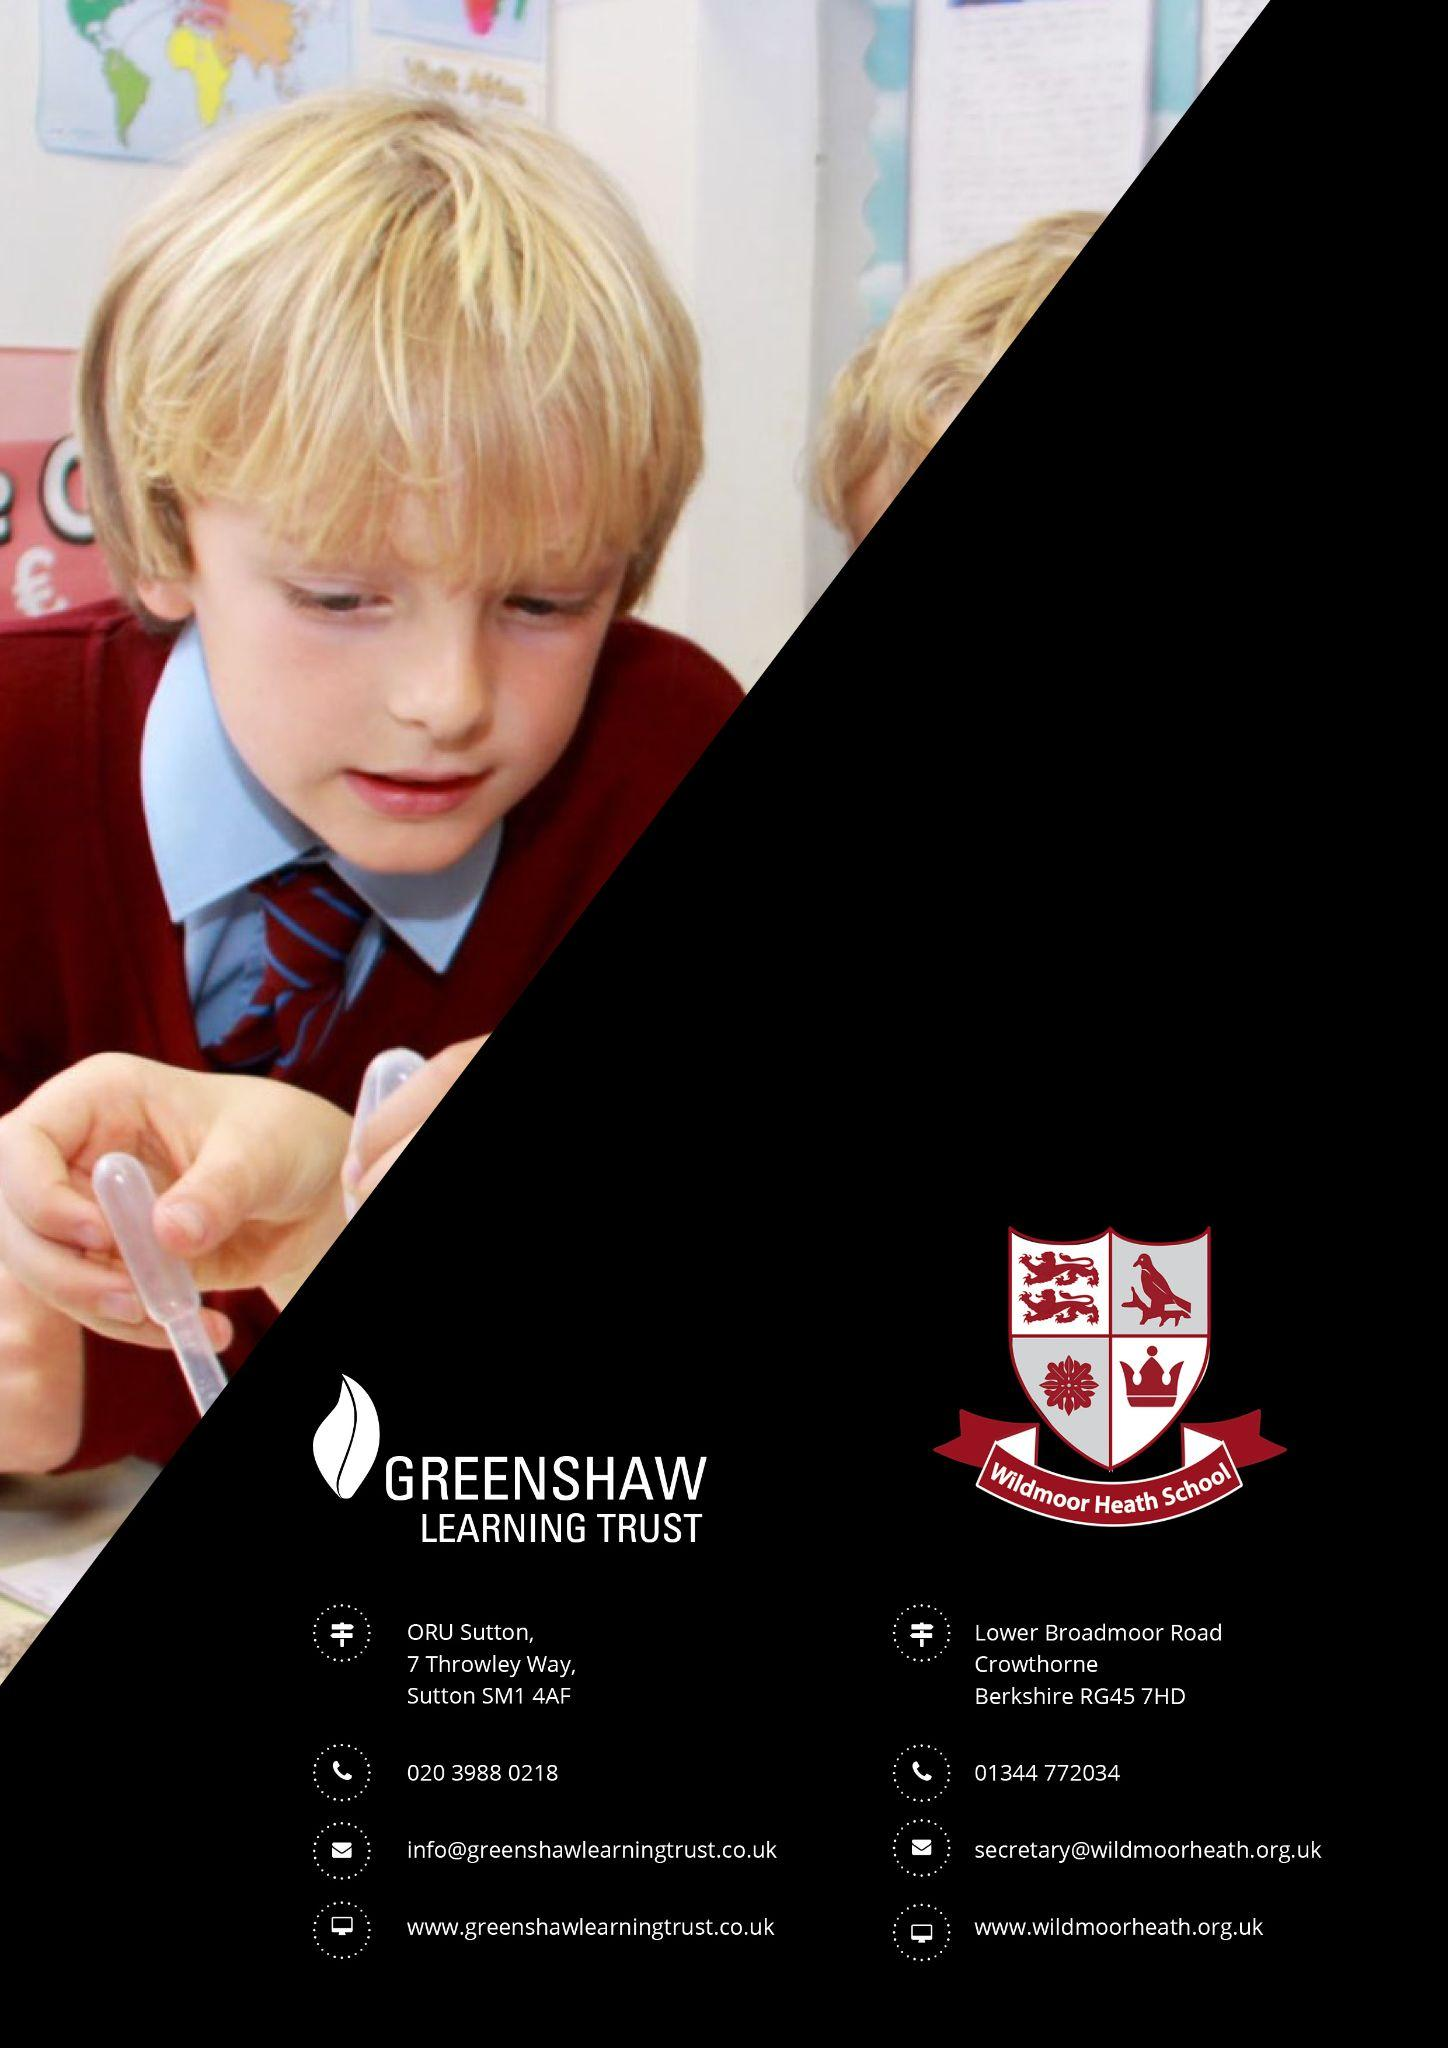 Visit Africa
€
GREENSHAW
LEARNING TRUST
ORU Sutton,
7 Throwley Way,
Sutton SM1 4AF
020 3988 0218
info@greenshawlearningtrust.co.uk
www.greenshawlearningtrust.co.uk
Wildmoor Heath School
Lower Broadmoor Road
Crowthorne
Berkshire RG45 7HD
01344 772034
secretary@wildmoorheath.org.uk
www.wildmoorheath.org.uk